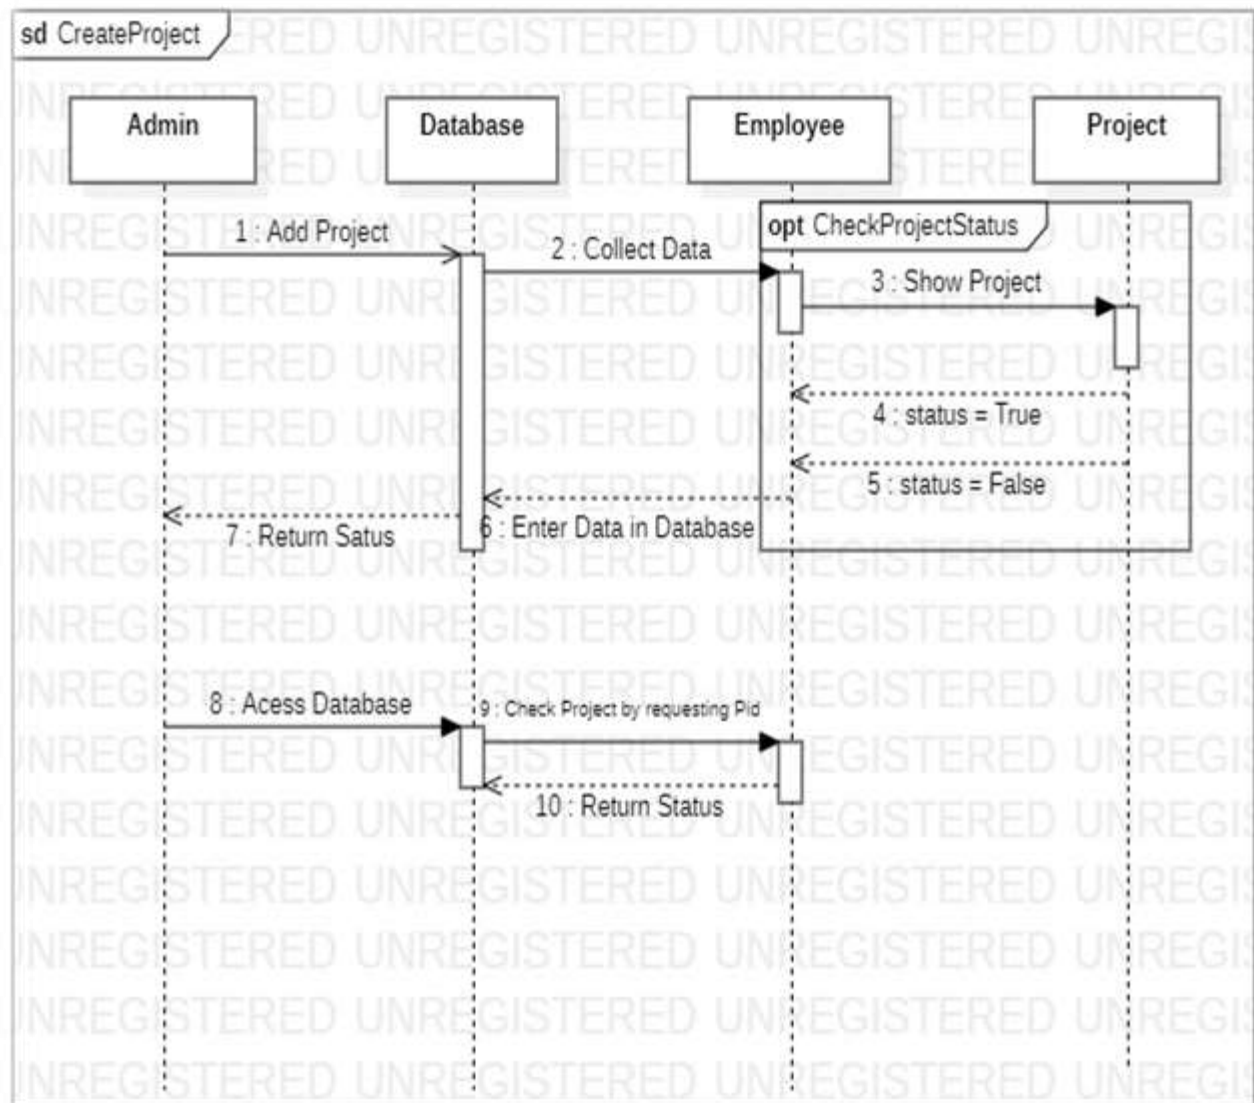 sd CreateProject
Admin
Database
Employee
Project
opt CheckProjectStatus
1 : Add Project
2 : Collect Data
3 : Show Project
4 : status = True
5 : status = False
6 : Enter Data in Database
7 : Return Satus
8 : Acess Database
9 : Check Project by requesting Pid
10 : Return Status
UNREGISTERED